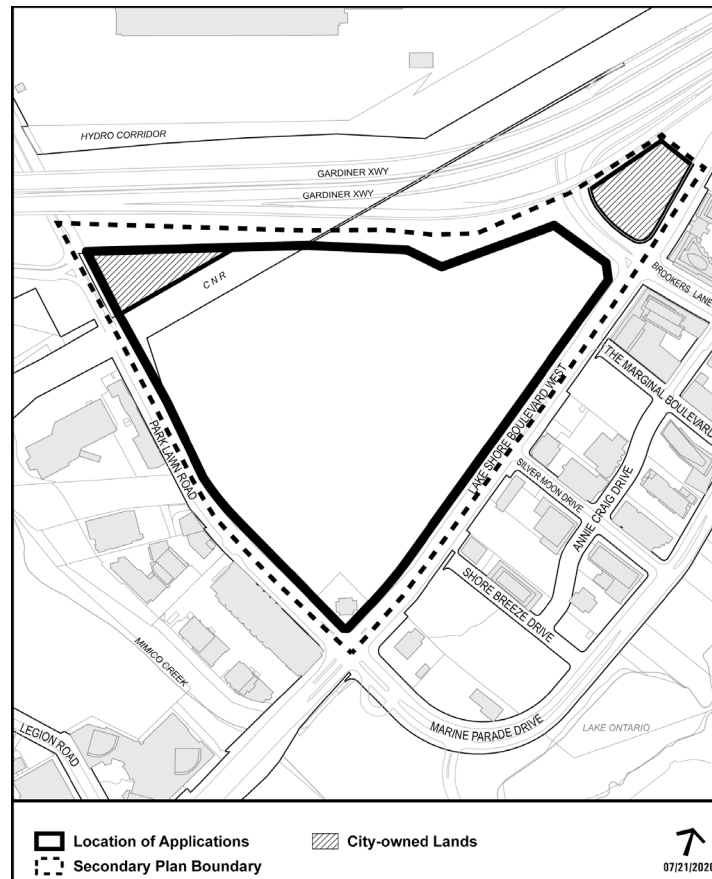 HYDRO CORRIDOR
GARDINER XWY
GARDINER XWY
C N R
BROOKERS LANE
THE MARGINAL BOULEVARD
LAKE SHORE BOULEVARD WEST
PARK LAWN ROAD
SILVER MOON DRIVE
ANNIE CRAIG DRIVE
SHORE BREEZE DRIVE
MIMICO CREEK
LEGION ROAD
MARINE PARADE DRIVE
LAKE ONTARIO
Location of Applications
City-owned Lands
Secondary Plan Boundary
07/21/2020